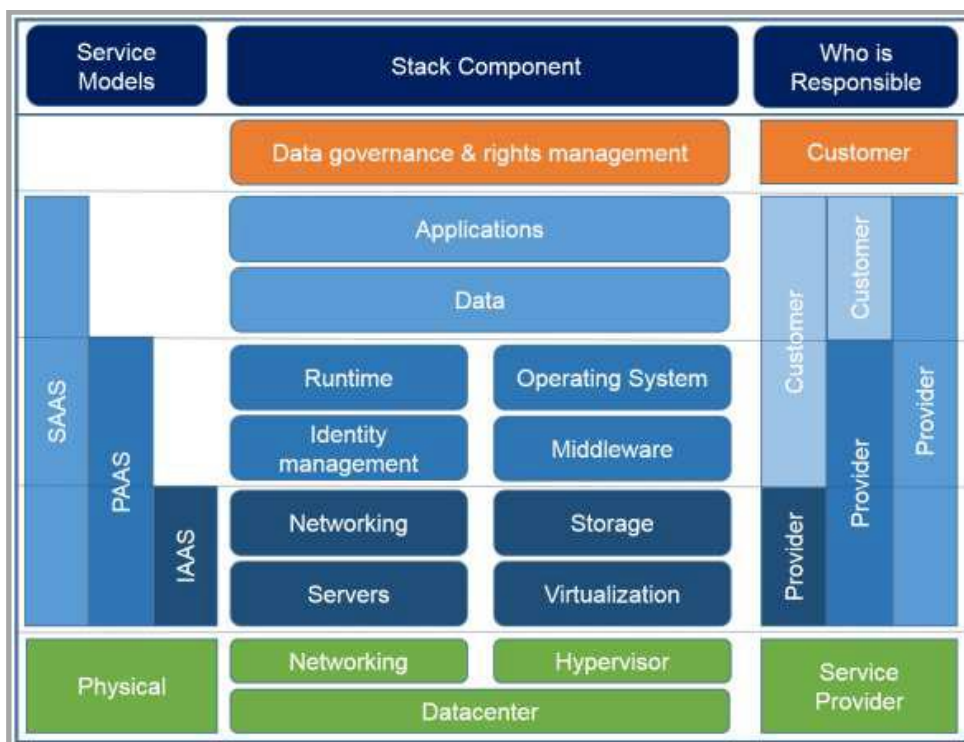 Service
Models
Stack Component
Who is
Responsible
Data governance & rights management
Customer
Applications
Data
Runtime
Operating System
Identity
management
Middleware
Networking
Storage
Servers
Virtualization
SAAS
PAAS
IAAS
Customer
Provider
Customer
Provider
Provider
Physical
Networking
Hypervisor
Datacenter
Service
Provider